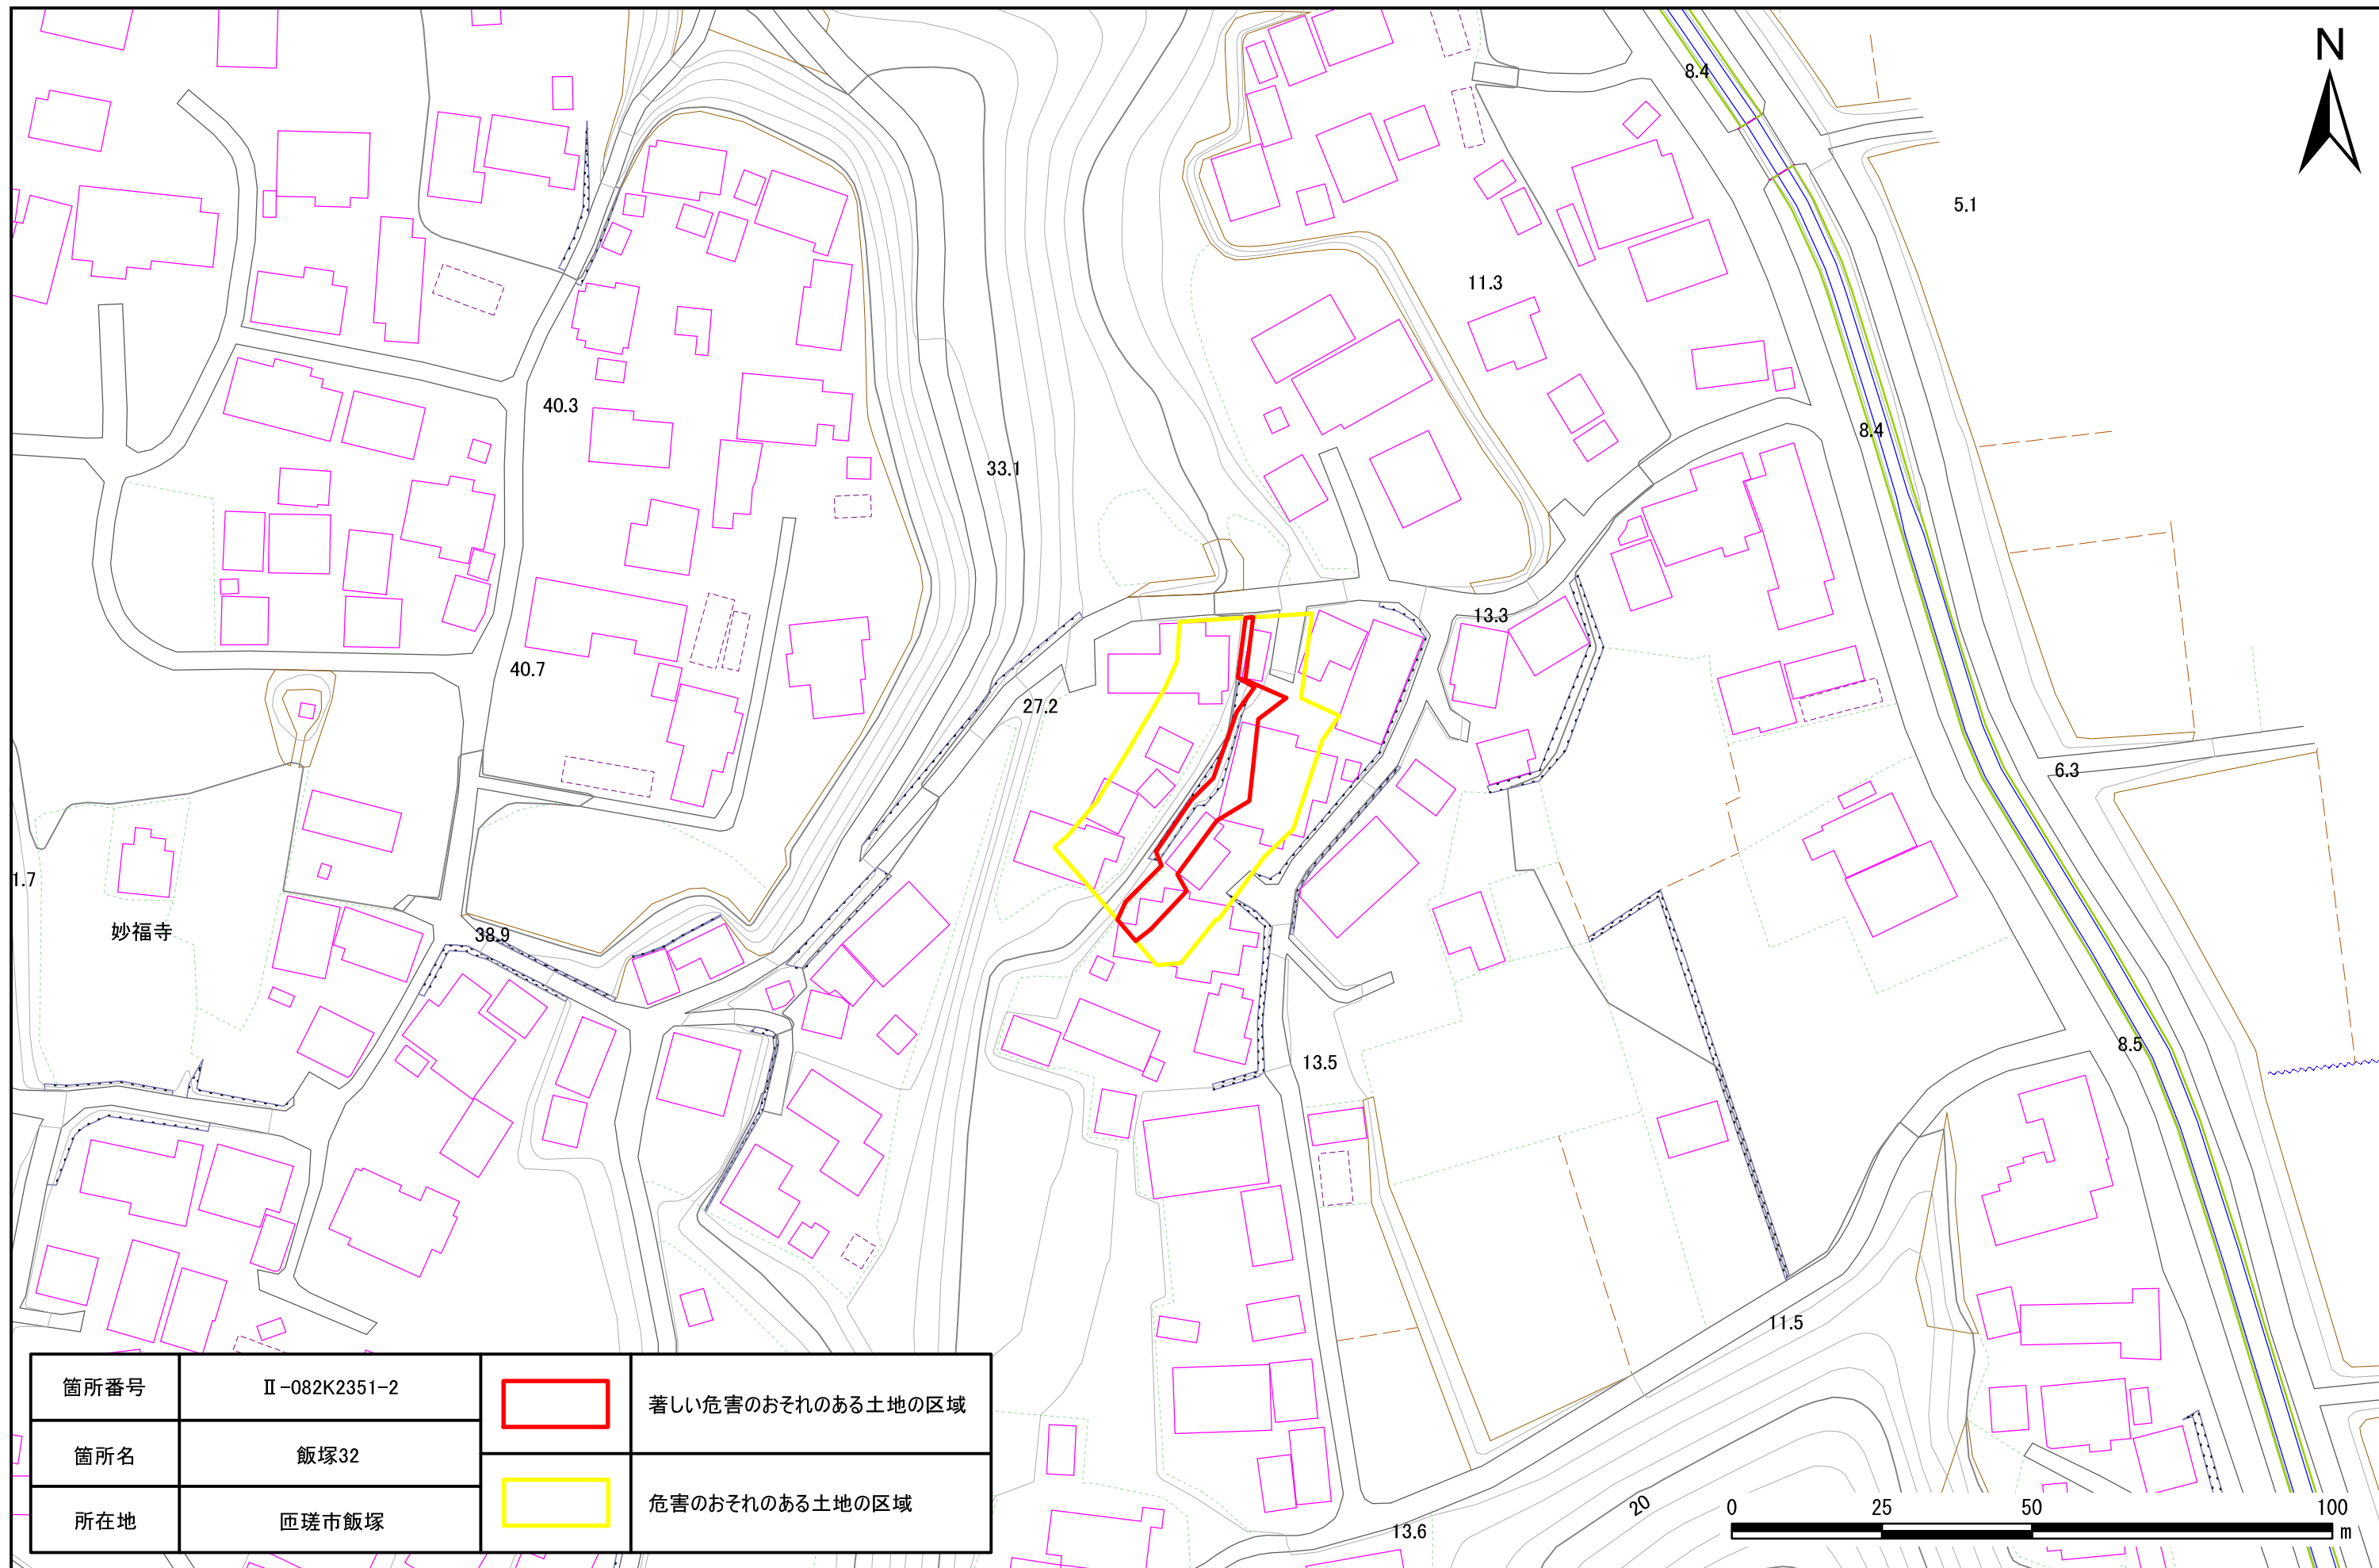 N
8.4
5.1
11.3
40.3
8.4
33.1
13.3
40.7
27.2
6.3
1.7
妙福寺
38.9
8.5
13.5
11.5
20
13.6
箇所番号 Ⅱ-082K2351-2
箇所名 飯塚32
所在地 匝瑳市飯塚
著しい危害のおそれのある土地の区域
危害のおそれのある土地の区域
0 25 50 100
m